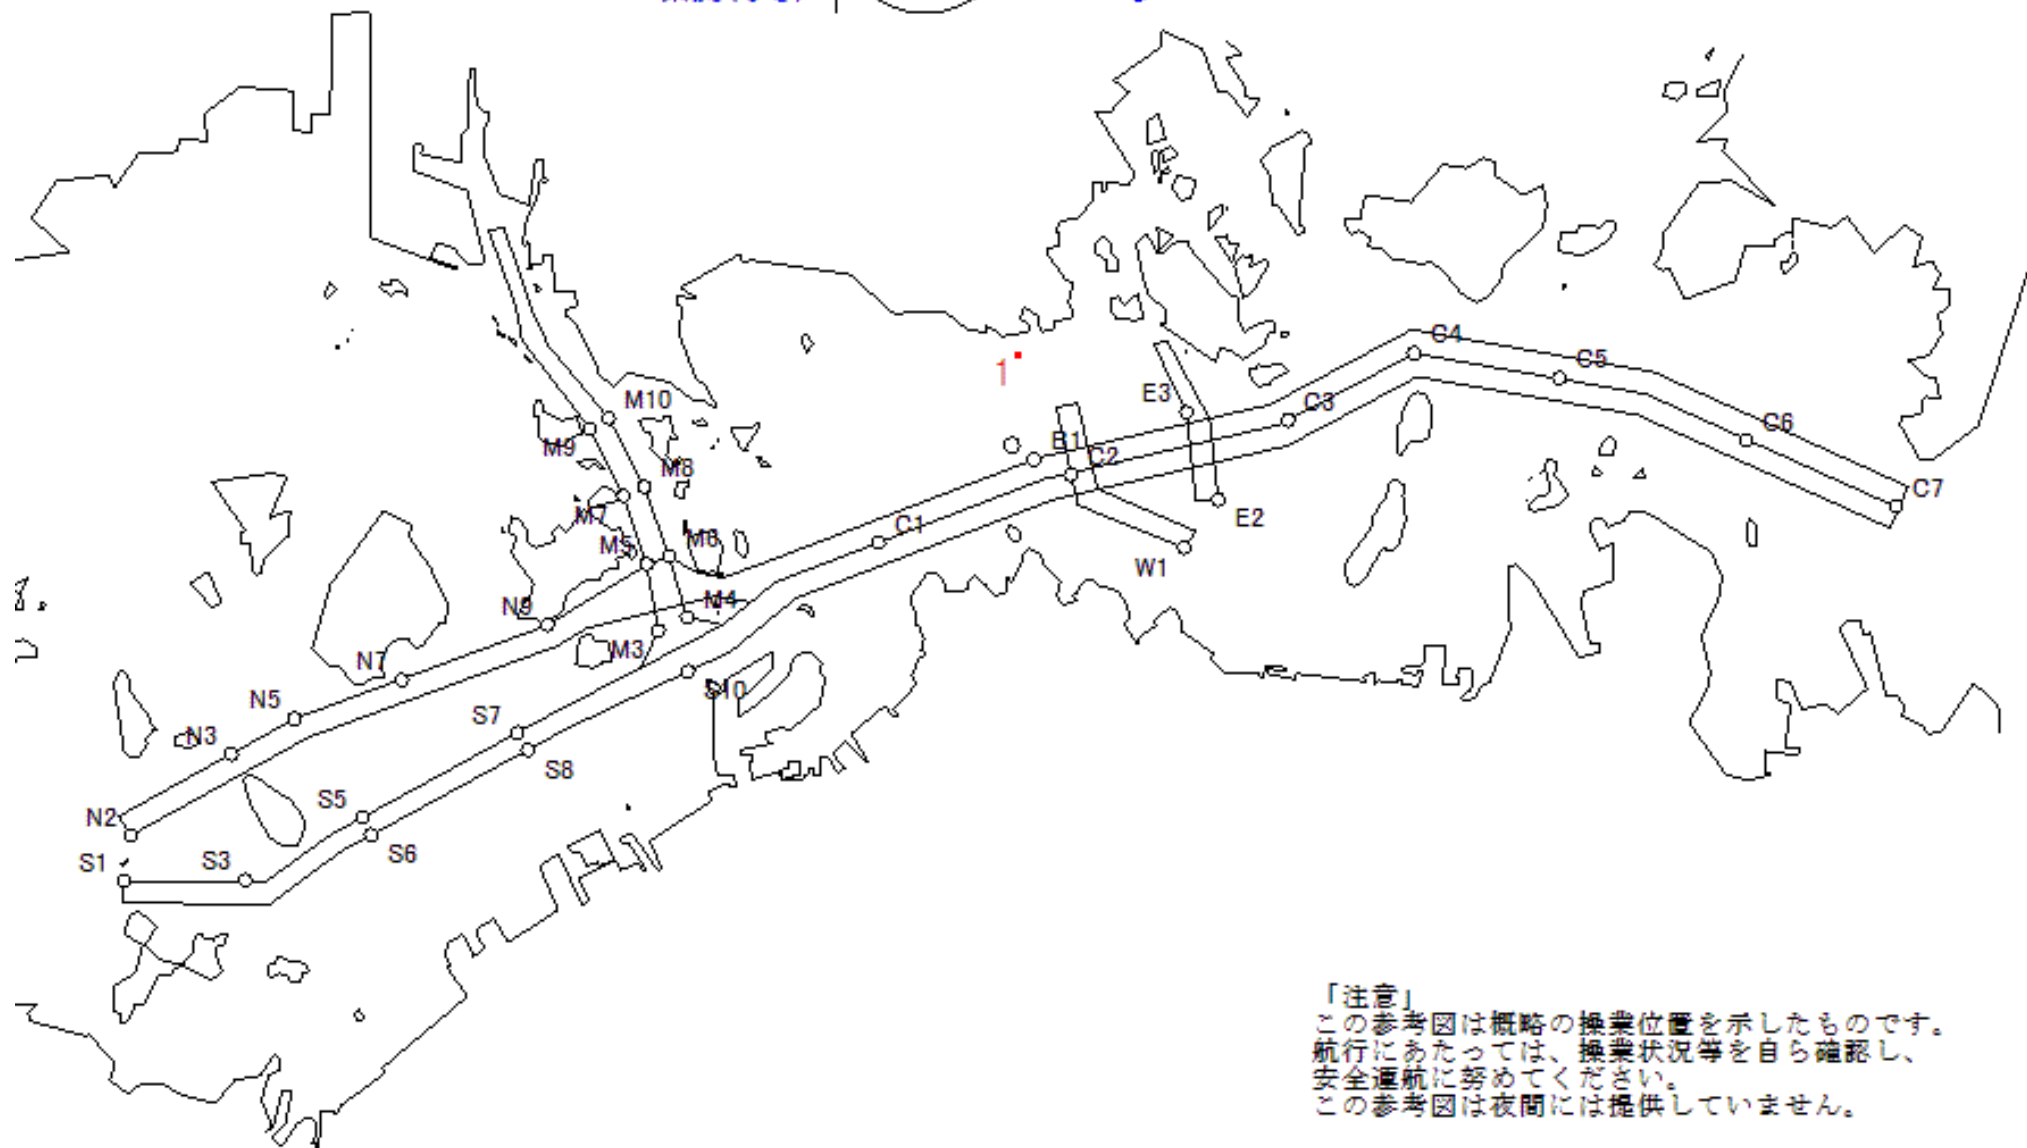 C4
C5
M10
1
E3
C3
C6
M9
B1
M8
C2
C7
M7
E2
C1
M5
M6
W1
N9
M4
M3
N7
S10
N5
S7
N3
S8
S5
N2
S6
S1
S3
「注意」
この参考図は概略の操業位置を示したものです。
航行にあたっては、操業状況等を自ら確認し、
安全運航に努めてください。
この参考図は夜間には提供していません。